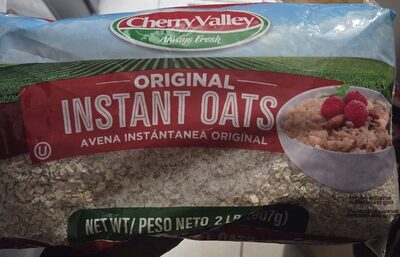 Cherry Valley
Always Fresh
ORIGINAL
INSTANT OATS
AVENA INSTÁNTANEA ORIGINAL
U
NET WT/ PESO NETO 2 LB (907g)